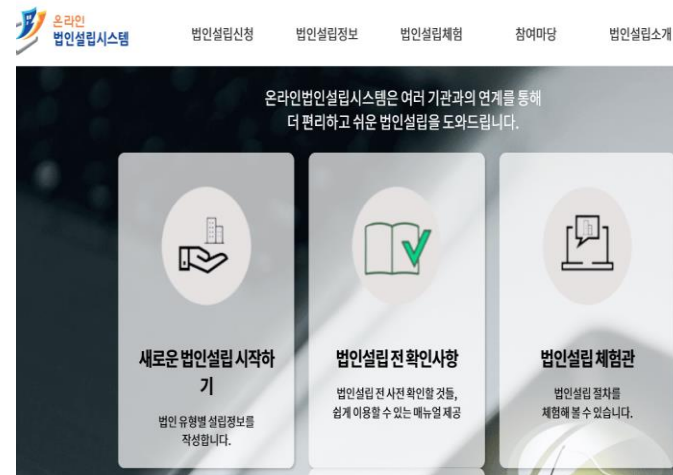 온라인
법인설립시스템
법인설립신청 법인설립정보 법인설립체험 참여마당 법인설립소개
온라인법인설립시스템은 여러 기관과의 연계를 통해
더 편리하고 쉬운 법인설립을 도와드립니다.
새로운 법인설립 시작하
기
법인 유형별 설립정보를
작성합니다.
법인설립 전 확인사항
법인설립 전 사전 확인할 것들,
쉽게 이용할 수 있는 매뉴얼 제공
법인설립 체험관
법인설립 절차를
체험해 볼 수 있습니다.